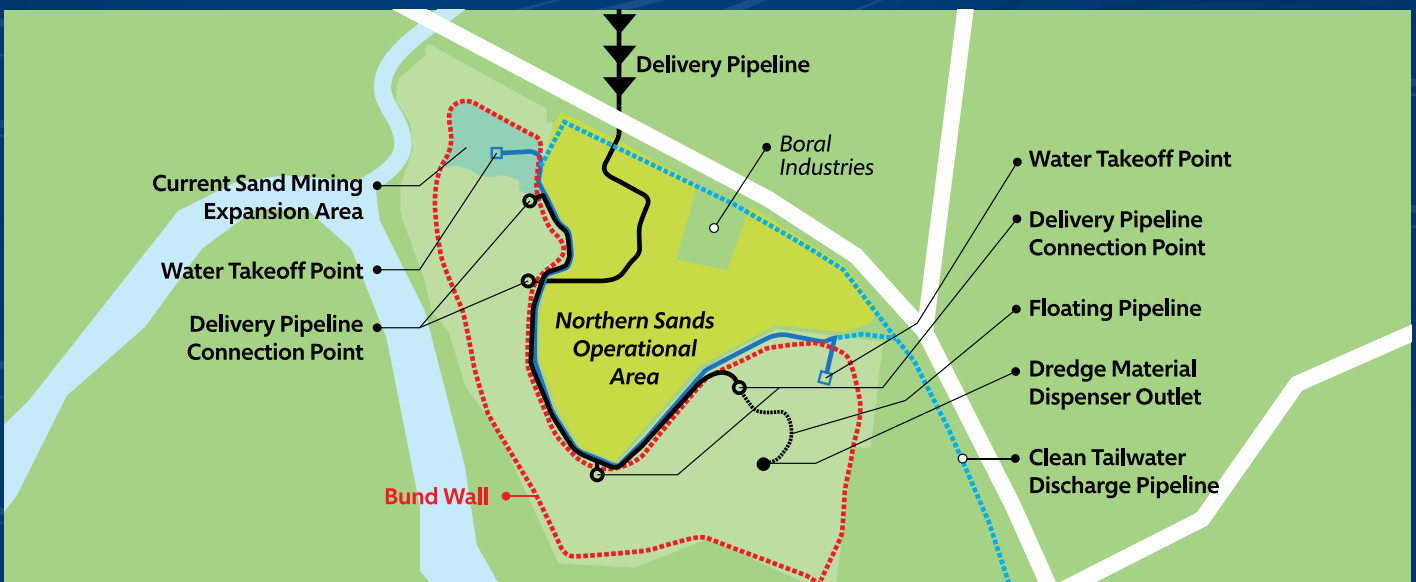 Delivery Pipeline
Boral
Industries
Current Sand Mining
Expansion Area
Water Takeoff Point
Delivery Pipeline
Connection Point
Northern Sands
Operational
Area
Bund Wall
Water Takeoff Point
Delivery Pipeline
Connection Point
Floating Pipeline
Dredge Material
Dispenser Outlet
Clean Tailwater
Discharge Pipeline